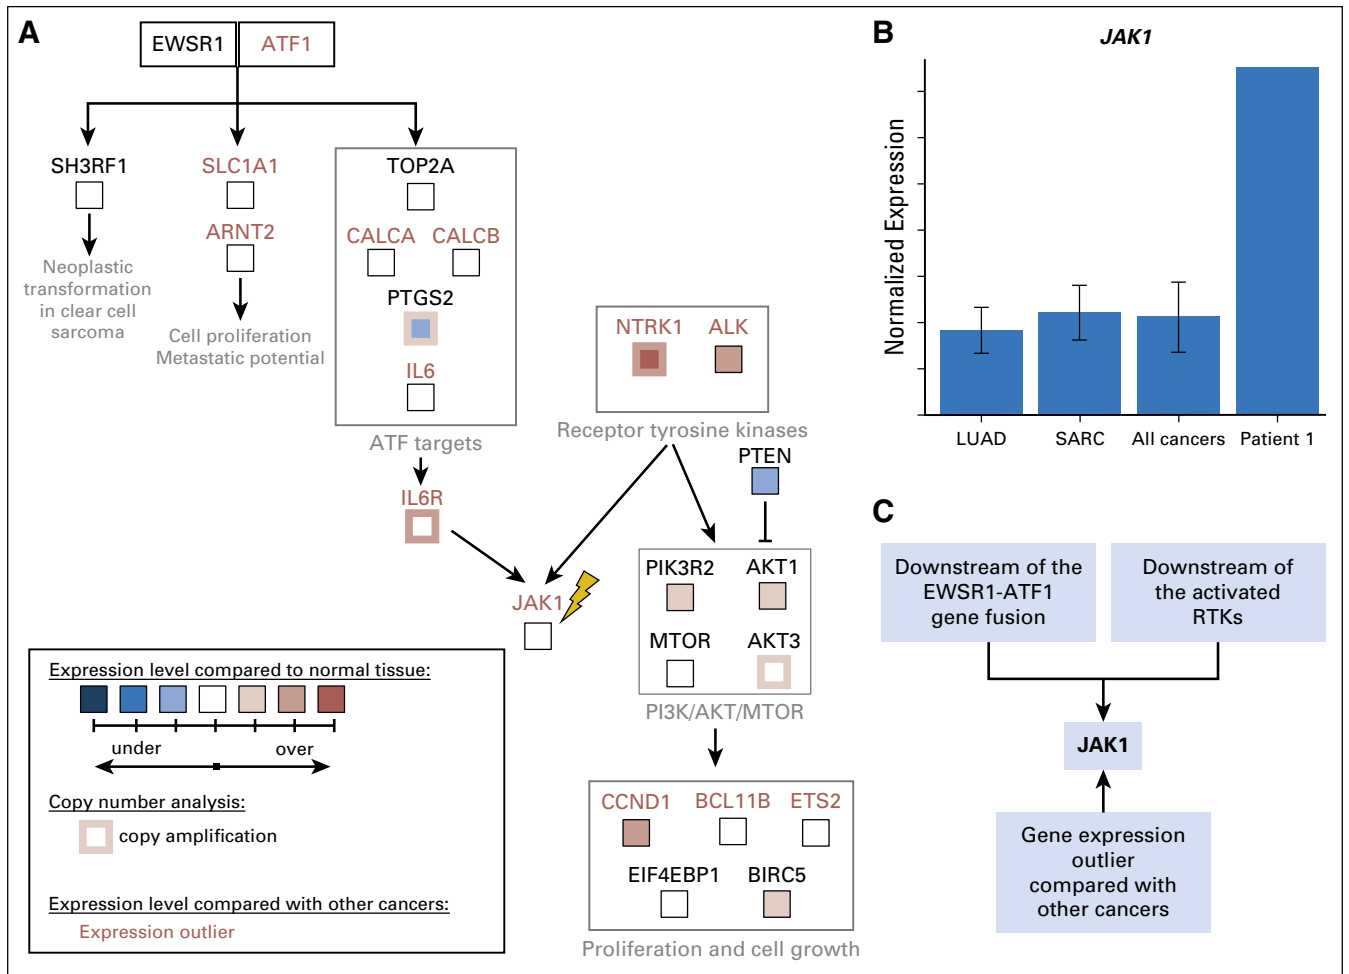 A
EWSR1
ATF1
SH3RF1
SLC1A1
TOP2A
ARNT2
CALCA CALCB
Neoplastic
transformation
in clear cell
sarcoma
PTGS2
Cell proliferation
Metastatic potential
IL6
ATF targets
IL6R
NTRK1 ALK
Receptor tyrosine kinases
PTEN
JAK1
PIK3R2 AKT1
MTOR AKT3
PI3K/AKT/MTOR
CCND1 BCL11B ETS2
EIF4EBP1 BIRC5
Proliferation and cell growth
Expression level compared to normal tissue:
under over
Copy number analysis:
copy amplification
Expression level compared with other cancers:
Expression outlier
B
JAK1
Normalized Expression
LUAD SARC All cancers Patient 1
C
Downstream of the
EWSR1-ATF1
gene fusion
Downstream of
the activated
RTKs
JAK1
Gene expression
outlier
compared with
other cancers